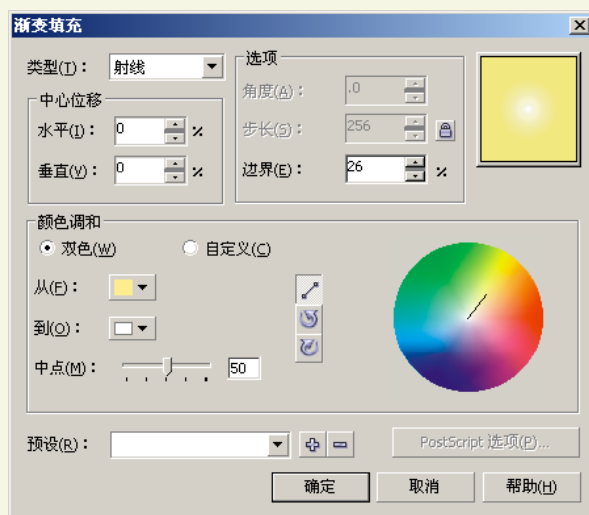 渐变填充
类型(T)： 射线
中心位移
水平(I)： 0 %
垂直(V)： 0 %
选项
角度(A)： .0
步长(S)： 256
边界(E)： 26 %
颜色调和
双色(W) 自定义(C)
从(F)：
到(O)：
中点(M)： 50
预设(R)：
PostScript 选项(P)...
确定 取消 帮助(H)